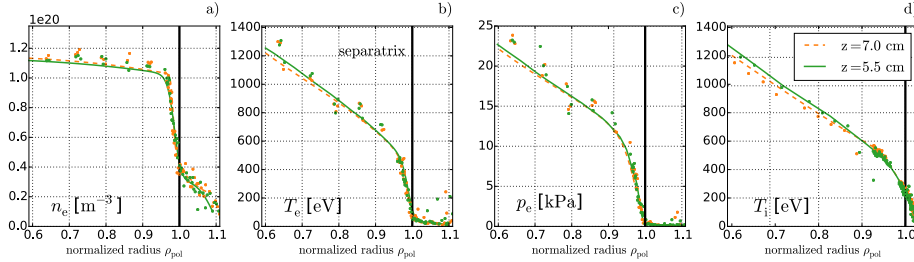 1e20
a)
b)
c)
d)
1.2
1.0
0.80
0.60
0.40
0.20
0.0
n_e [m^-3]
0.6 0.7 0.8 0.9 1.0 1.1
normalized radius ρ_pol
1400
1200
1000
800
600
400
200
0
separatrix
T_e [eV]
0.6 0.7 0.8 0.9 1.0 1.1
normalized radius ρ_pol
25
20
15
10
5
0
p_e [kPa]
0.6 0.7 0.8 0.9 1.0 1.1
normalized radius ρ_pol
1400
1200
1000
800
600
400
200
0
z=7.0 cm
z=5.5 cm
T_i [eV]
0.6 0.7 0.8 0.9 1.0
normalized radius ρ_pol